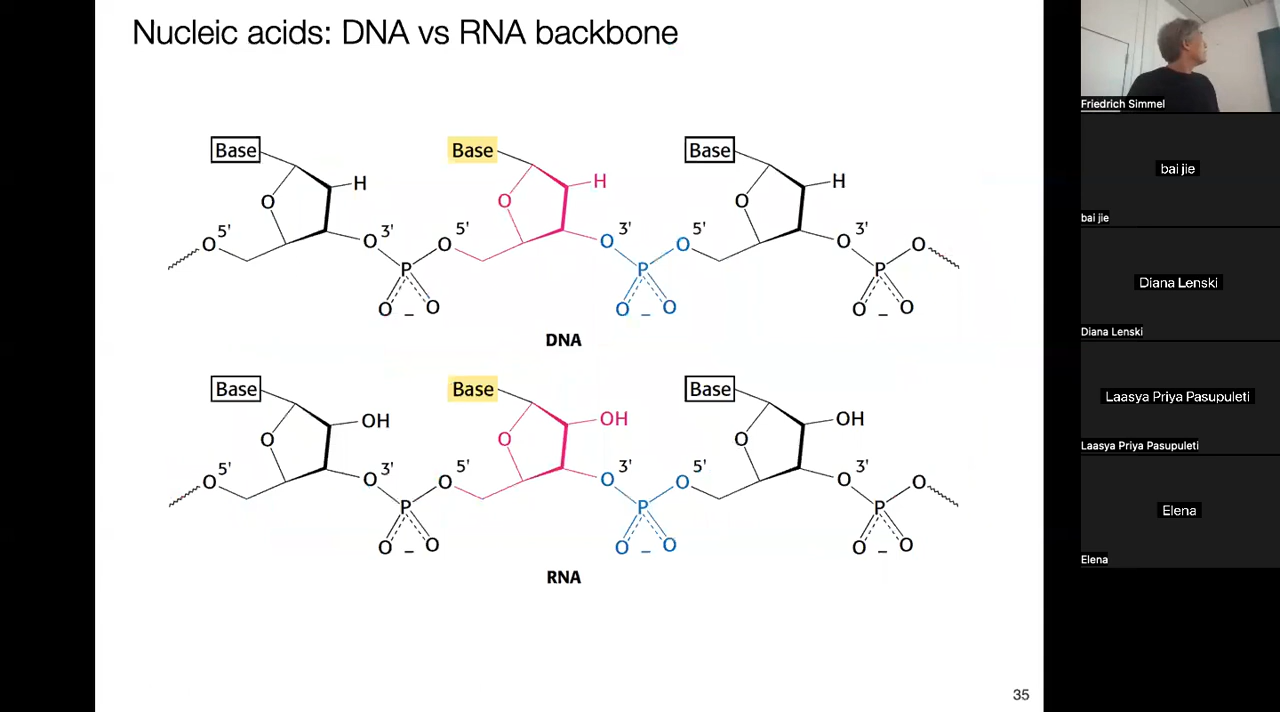 Nucleic acids: DNA vs RNA backbone
Base Base Base
H H H
O O O
5' 3' 5' 3' 5' 3'
O O O O O O O
P P P
O – O O – O O – O
DNA
Base Base Base
OH OH OH
O O O
5' 3' 5' 3' 5' 3'
O O O O O O O
P P P
O – O O – O O – O
RNA
35
Friedrich Simmel
bai jie
bai jie
Diana Lenski
Diana Lenski
Laasya Priya Pasupuleti
Laasya Priya Pasupuleti
Elena
Elena